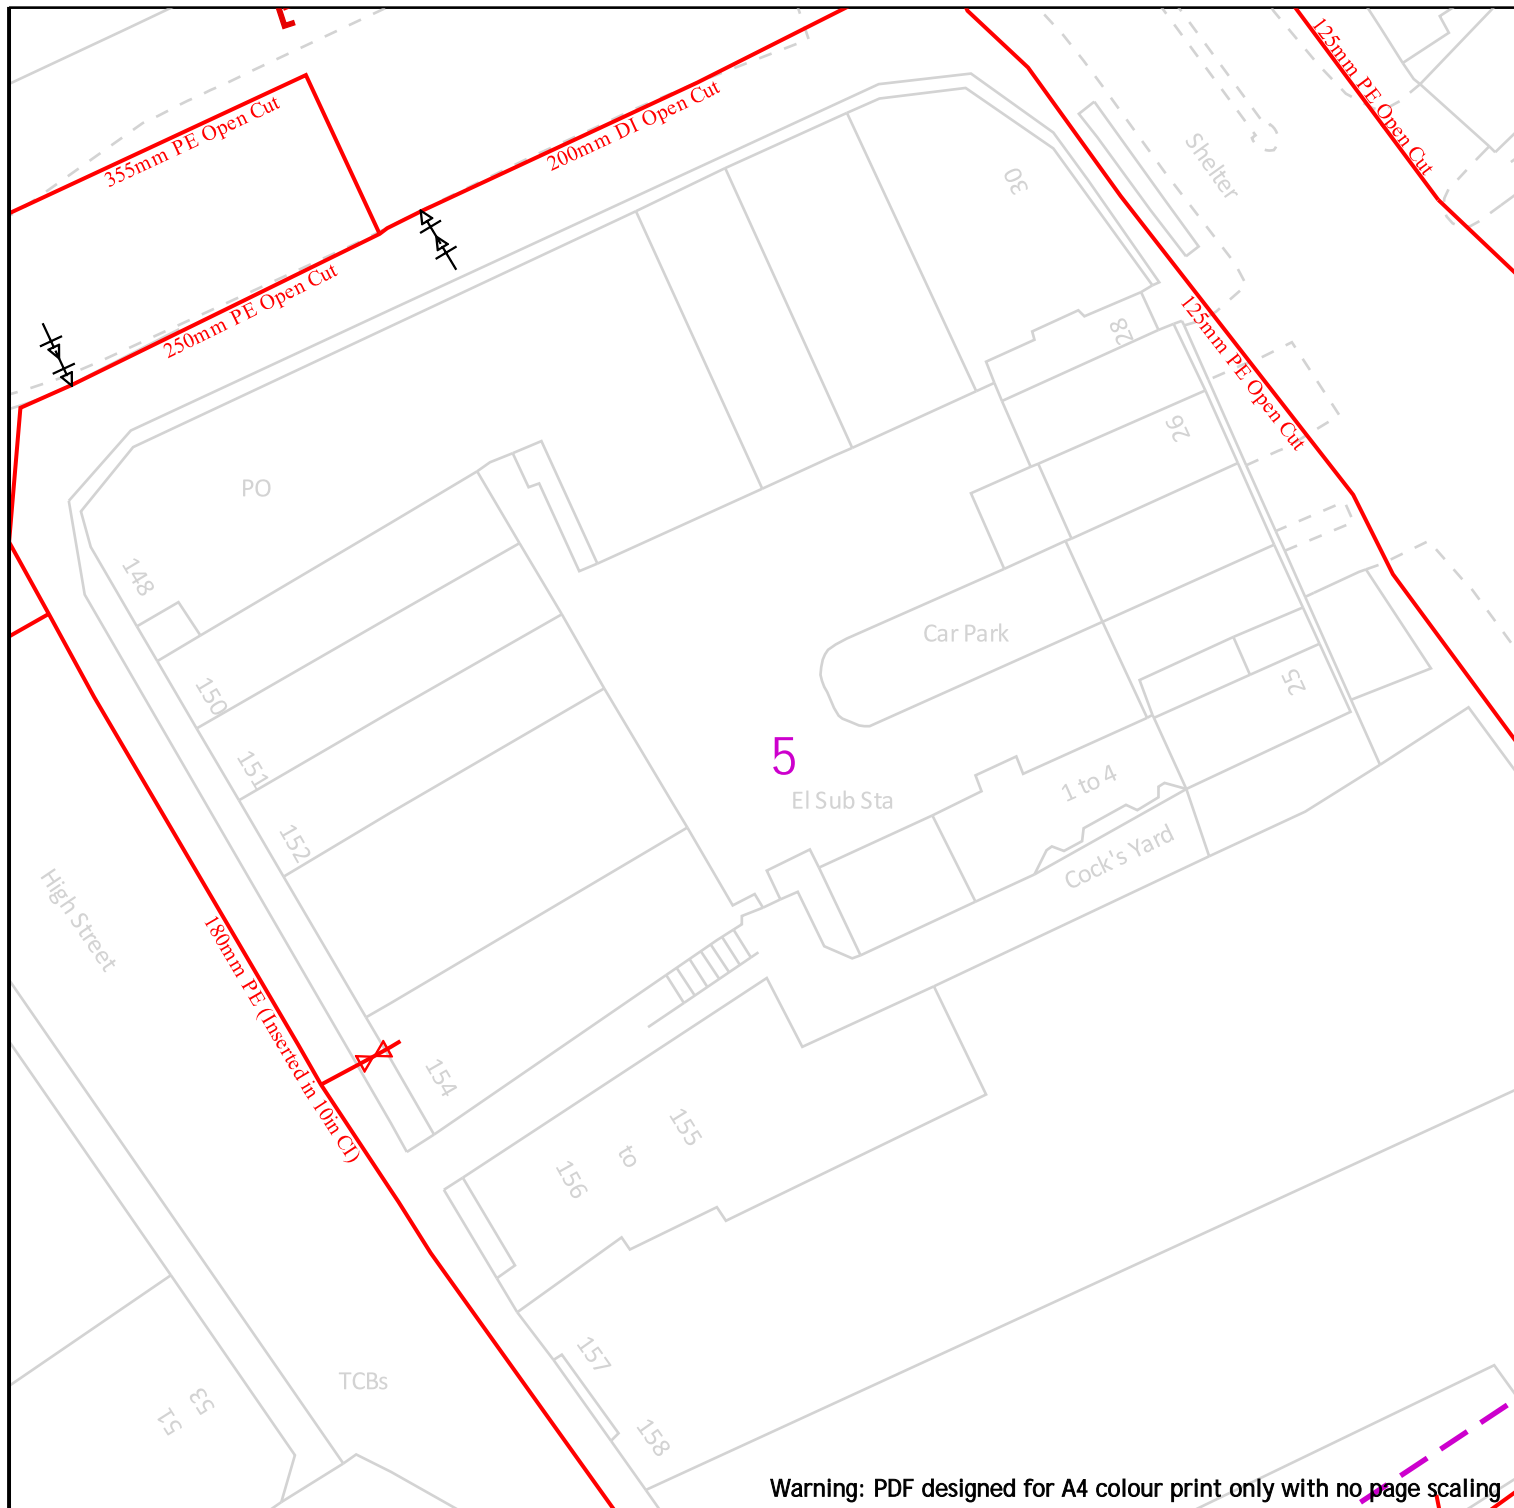 125mm PE Open Cut
355mm PE Open Cut
200mm DI Open Cut
Shelter
30
250mm PE Open Cut
28
125mm PE Open Cut
26
PO
148
Car Park
150
25
151
5
El Sub Sta
1 to 4
152
Cock's Yard
High Street
180mm PE (Inserted in 10in CI)
154
155
to
156
157
TCBs
53
51
158
Warning: PDF designed for A4 colour print only with no page scaling